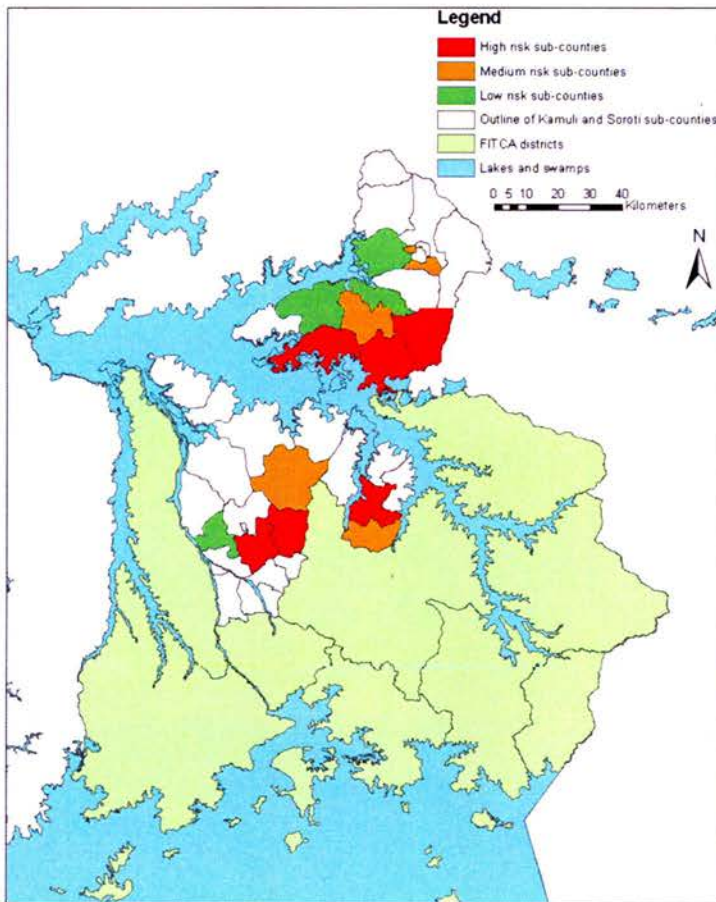 Legend
High risk sub-counties
Medium risk sub-counties
Low risk sub-counties
Outline of Kamuli and Soroti sub-counties
FITCA districts
Lakes and swamps
0 5 10 20 30 40
Kilometers
N